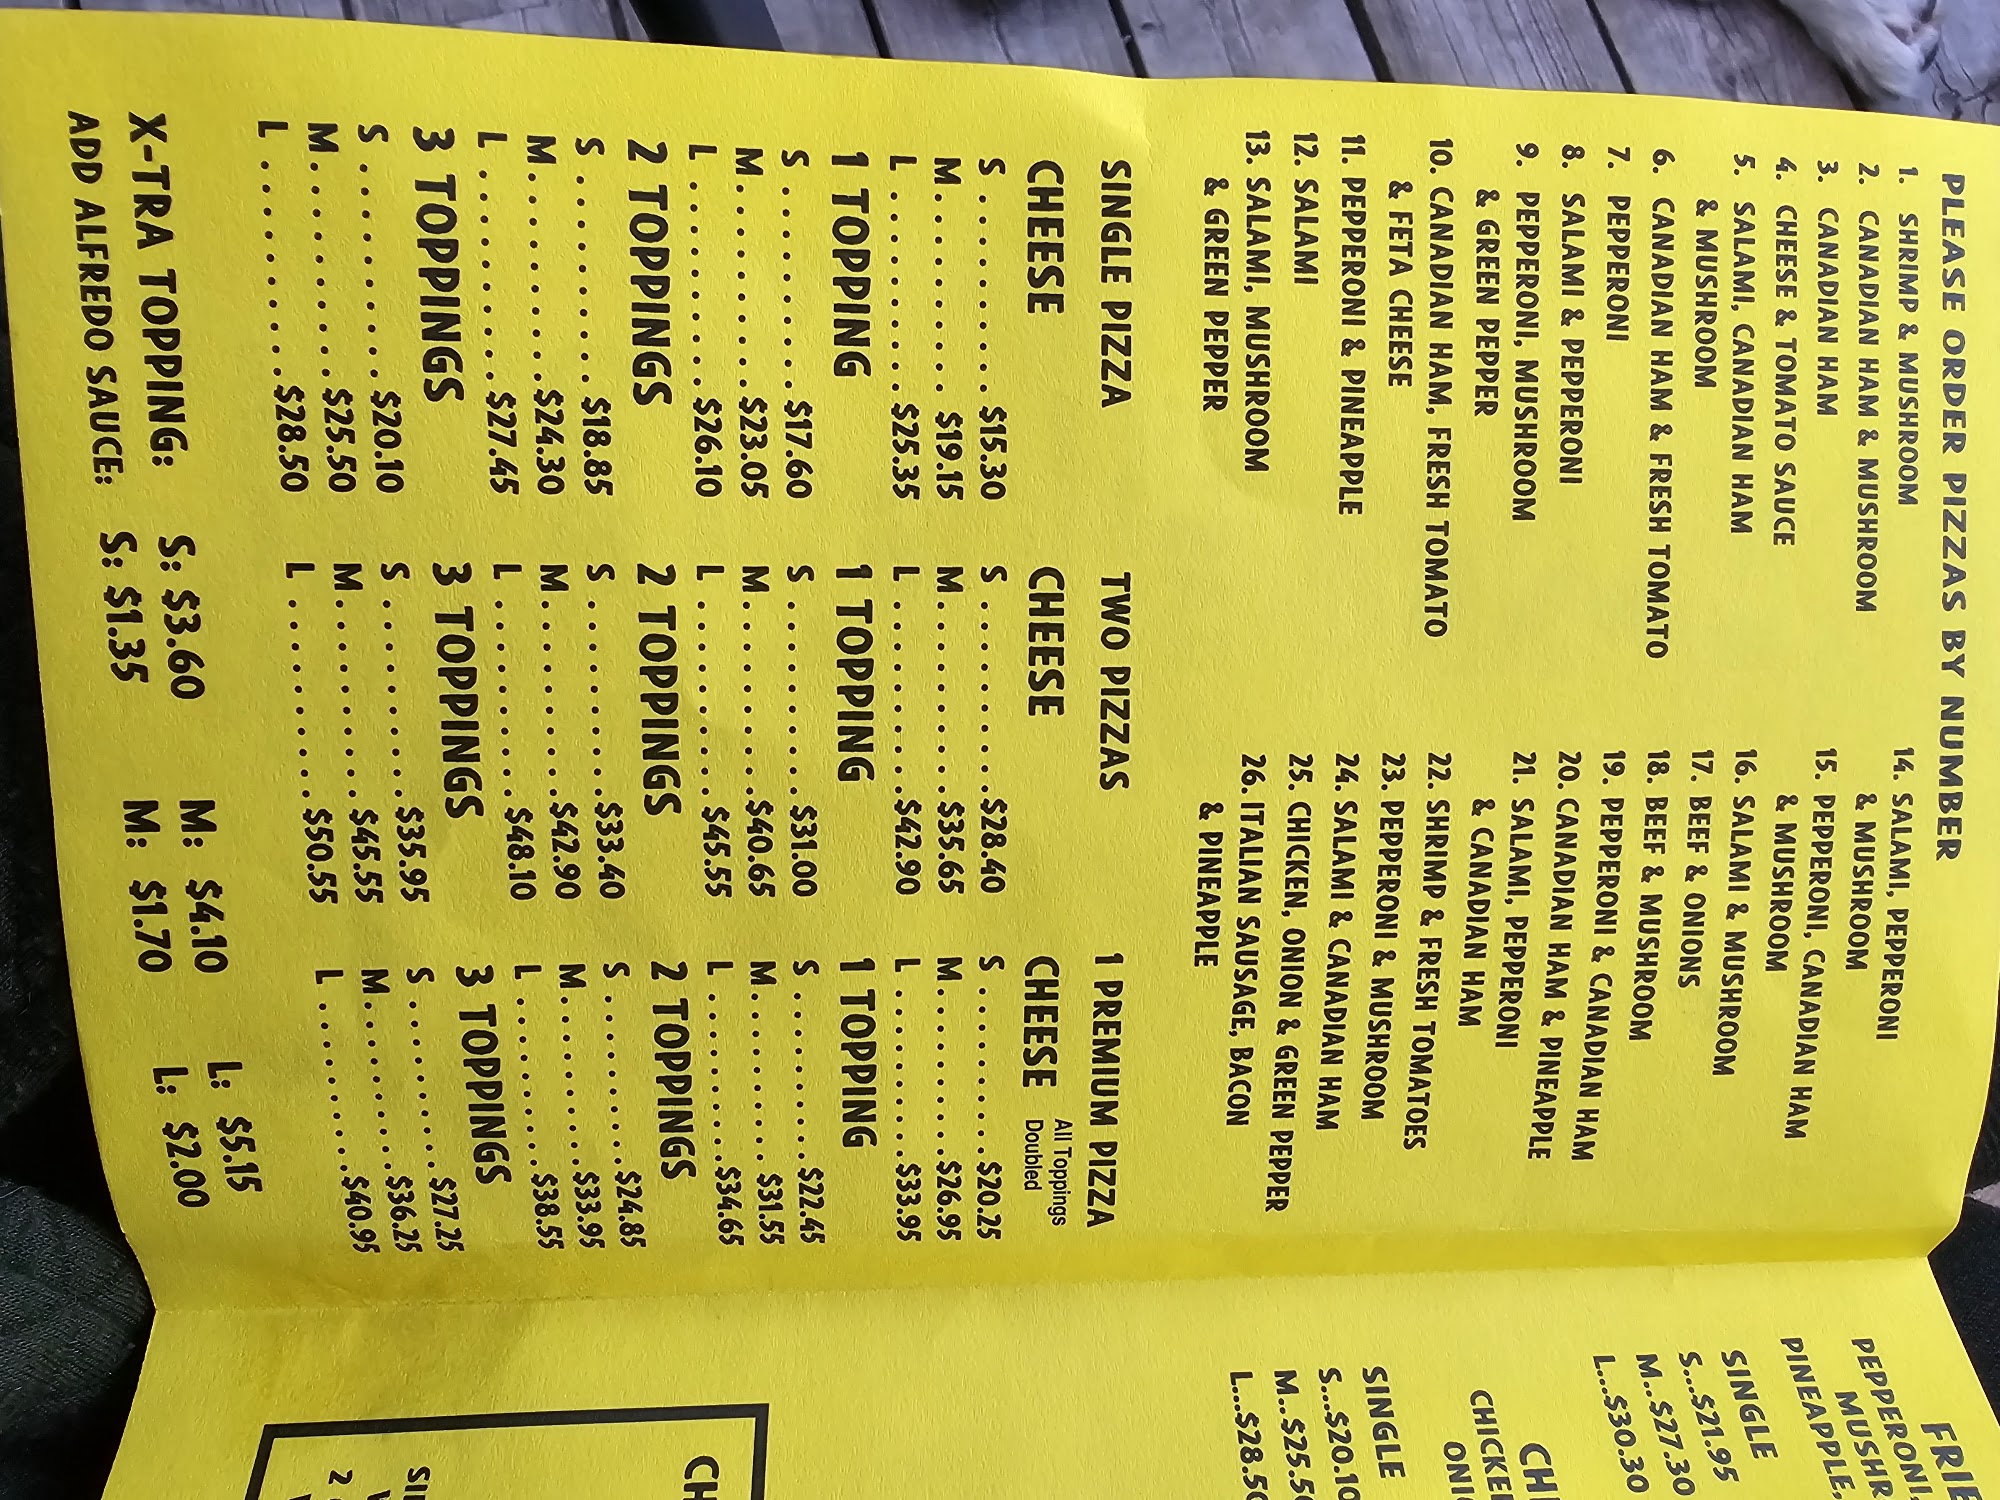 PLEASE ORDER PIZZAS BY NUMBER
1. SHRIMP & MUSHROOM
2. CANADIAN HAM & MUSHROOM
3. CANADIAN HAM
4. CHEESE & TOMATO SAUCE
5. SALAMI, CANADIAN HAM
& MUSHROOM
6. CANADIAN HAM & FRESH TOMATO
7. PEPPERONI
8. SALAMI & PEPPERONI
9. PEPPERONI, MUSHROOM
& GREEN PEPPER
10. CANADIAN HAM, FRESH TOMATO
& FETA CHEESE
11. PEPPERONI & PINEAPPLE
12. SALAMI
13. SALAMI, MUSHROOM
& GREEN PEPPER
14. SALAMI, PEPPERONI
& MUSHROOM
15. PEPPERONI, CANADIAN HAM
& MUSHROOM
16. SALAMI & MUSHROOM
17. BEEF & ONIONS
18. BEEF & MUSHROOM
19. PEPPERONI & CANADIAN HAM
20. CANADIAN HAM & PINEAPPLE
21. SALAMI, PEPPERONI
& CANADIAN HAM
22. SHRIMP & FRESH TOMATOES
23. PEPPERONI & MUSHROOM
24. SALAMI & CANADIAN HAM
25. CHICKEN, ONION & GREEN PEPPER
26. ITALIAN SAUSAGE, BACON
& PINEAPPLE
SINGLE PIZZA
CHEESE
S ............ $15.30
M ........... $19.15
L ............ $25.35
1 TOPPING
S ............ $17.60
M ........... $23.05
L ............ $26.10
2 TOPPINGS
S ............ $18.85
M ........... $24.30
L ............ $27.45
3 TOPPINGS
S ............ $20.10
M ........... $25.50
L ............ $28.50
TWO PIZZAS
CHEESE
S ............ $28.40
M ........... $35.65
L ............ $42.90
1 TOPPING
S ............ $31.00
M ........... $40.65
L ............ $45.55
2 TOPPINGS
S ............ $33.40
M ........... $42.90
L ............ $48.10
3 TOPPINGS
S ............ $35.95
M ........... $45.55
L ............ $50.55
1 PREMIUM PIZZA
CHEESE All Toppings
Doubled
S ............ $20.25
M ........... $26.95
L ............ $33.95
1 TOPPING
S ............ $22.45
M ........... $31.55
L ............ $34.65
2 TOPPINGS
S ............ $24.85
M ........... $33.95
L ............ $38.55
3 TOPPINGS
S ............ $27.25
M ........... $36.25
L ............ $40.95
X-TRA TOPPING: S: $3.60 M: $4.10 L: $5.15
ADD ALFREDO SAUCE: S: $1.35 M: $1.70 L: $2.00
PEPPERONI,
PINEAPPLE,
SINGLE
S...$21.95
M..$27.30
L...$30.30
SINGLE
S...$20.10
M..$25.50
L...$28.50